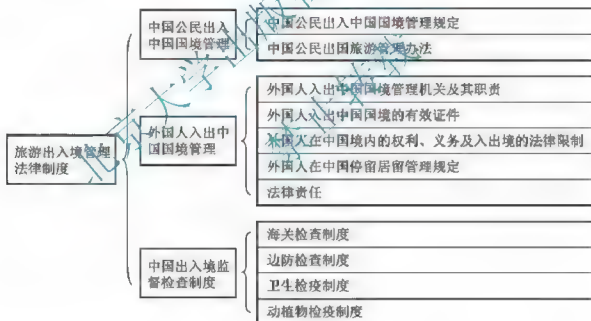 中国公民出入
中国国境管理
中国公民出入中国国境管理规定
中国公民出国旅游管理办法
旅游出入境管理
法律制度
外国人入出中
国国境管理
外国人入出中国国境管理机关及其职责
外国人入出中国国境的有效证件
外国人在中国境内的权利、义务及入出境的法律限制
外国人在中国停留居留管理规定
法律责任
中国出入境监
督检查制度
海关检查制度
边防检查制度
卫生检疫制度
动植物检疫制度